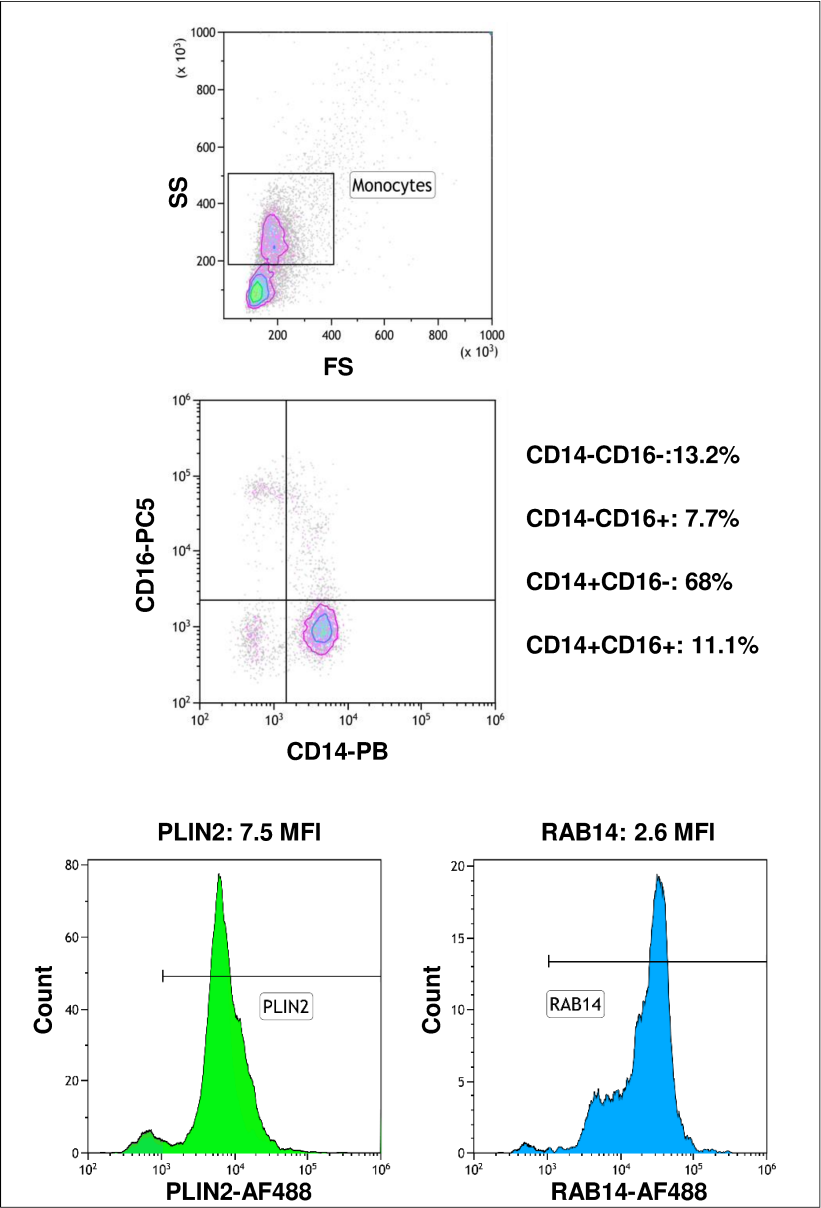 1000
(x 10³)
800
600
Monocytes
SS
400
200
200 400 600 800 1000
(x 10³)
FS
10⁶
CD14-CD16-:13.2%
10⁵
CD14-CD16+: 7.7%
CD16-PC5
10⁴
CD14+CD16-: 68%
10³
CD14+CD16+: 11.1%
10²
10² 10³ 10⁴ 10⁵ 10⁶
CD14-PB
PLIN2: 7.5 MFI
80
60
Count
PLIN2
40
20
0
10² 10³ 10⁴ 10⁵ 10⁶
PLIN2-AF488
RAB14: 2.6 MFI
20
15
Count
RAB14
10
5
0
10² 10³ 10⁴ 10⁵ 10⁶
RAB14-AF488